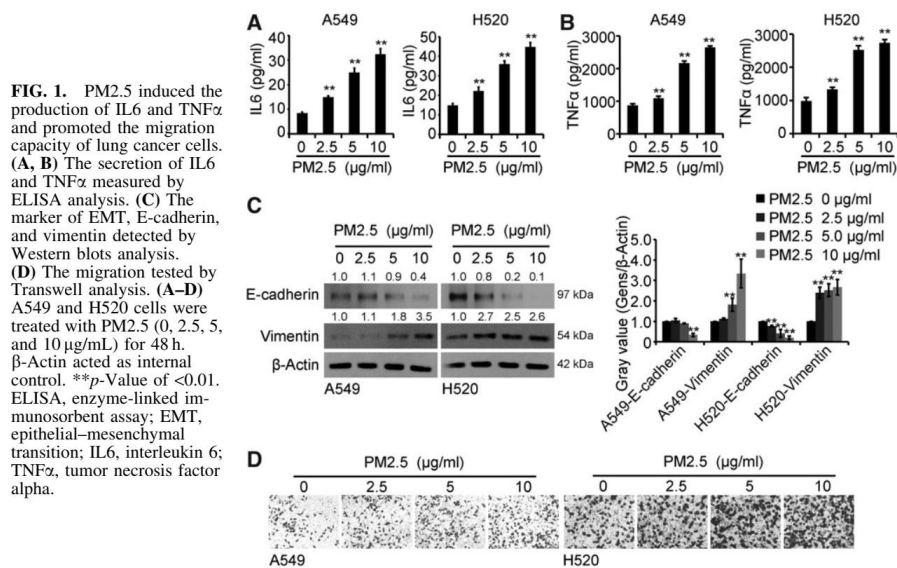 FIG. 1. PM2.5 induced the
production of IL6 and TNFα
and promoted the migration
capacity of lung cancer cells.
(A, B) The secretion of IL6
and TNFα measured by
ELISA analysis. (C) The
marker of EMT, E-cadherin,
and vimentin detected by
Western blots analysis.
(D) The migration tested by
Transwell analysis. (A–D)
A549 and H520 cells were
treated with PM2.5 (0, 2.5, 5,
and 10 μg/mL) for 48 h.
β-Actin acted as internal
control. **p-Value of <0.01.
ELISA, enzyme-linked im-
munosorbent assay; EMT,
epithelial–mesenchymal
transition; IL6, interleukin 6;
TNFα, tumor necrosis factor
alpha.
A
A549
IL6 (pg/ml)
40
30
20
10
0
** ** **
0 2.5 5 10
PM2.5 (μg/ml)
H520
IL6 (pg/ml)
50
40
30
20
10
0
** ** **
0 2.5 5 10
PM2.5 (μg/ml)
B
A549
TNFα (pg/ml)
3000
2000
1000
0
** ** **
0 2.5 5 10
PM2.5 (μg/ml)
H520
TNFα (pg/ml)
3000
2000
1000
0
** ** **
0 2.5 5 10
PM2.5 (μg/ml)
C
PM2.5 (μg/ml) PM2.5 (μg/ml)
0 2.5 5 10 0 2.5 5 10
1.0 1.1 0.9 0.4 1.0 0.8 0.2 0.1
E-cadherin 97 kDa
1.0 1.1 1.8 3.5 1.0 2.7 2.5 2.6
Vimentin 54 kDa
β-Actin 42 kDa
A549 H520
PM2.5 0 μg/ml
PM2.5 2.5 μg/ml
PM2.5 5.0 μg/ml
PM2.5 10 μg/ml
Gray value (Gens/β-Actin)
5.0
4.0
3.0
2.0
1.0
0.0
** ** ** ** ** ** ** ** **
A549-E-cadherin
A549-Vimentin
H520-E-cadherin
H520-Vimentin
D
PM2.5 (μg/ml) PM2.5 (μg/ml)
0 2.5 5 10 0 2.5 5 10
A549 H520